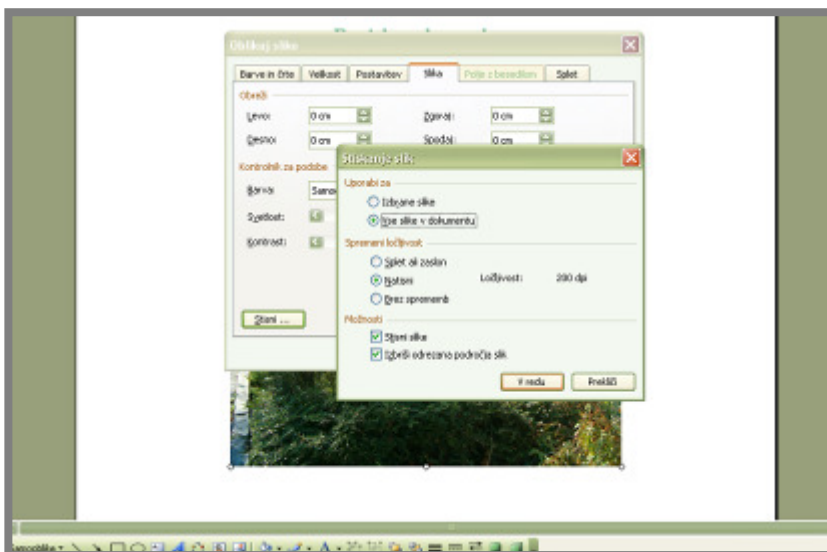 Oblikuj slike
Barve in črte Velikost Postavitev Slika Polje z besedilom Splet
Obreži
Levo: 0 cm Zgoraj: 0 cm
Desno: 0 cm Spodaj: 0 cm
Kontrolnik za podobe
Barva:
Svetlost:
Kontrast:
Stisni ...
Stiskanje slik
Uporabi za
Izbrane slike
Vse slike v dokumentu
Spremeni ločljivost
Splet ali zaslon
Natisni Ločljivost: 200 dpi
Brez sprememb
Možnosti
Stisni slike
Izbriši odrezana področja slik
V redu Prekliči